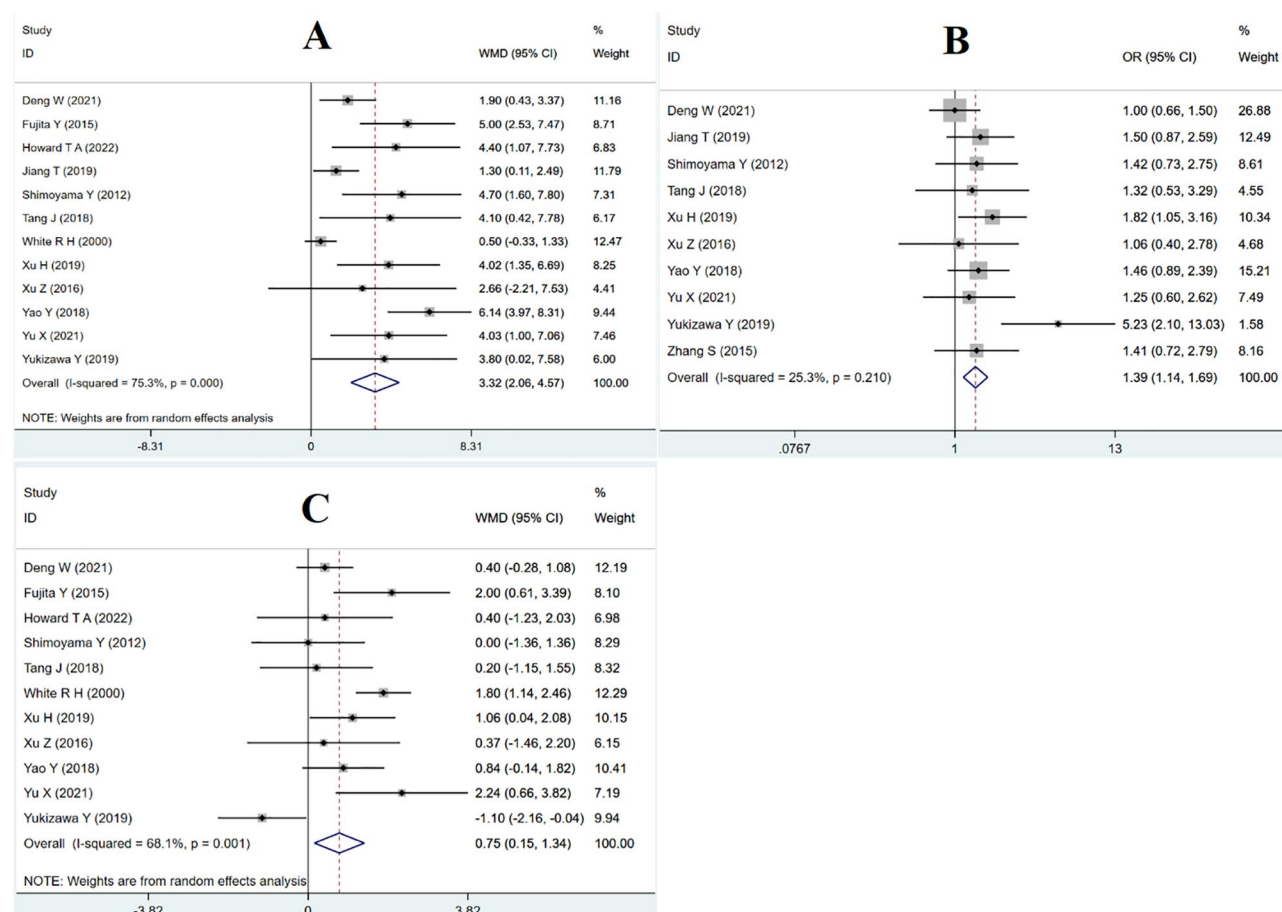 A
Study %
ID WMD (95% CI) Weight
Deng W (2021) 1.90 (0.43, 3.37) 11.16
Fujita Y (2015) 5.00 (2.53, 7.47) 8.71
Howard T A (2022) 4.40 (1.07, 7.73) 6.83
Jiang T (2019) 1.30 (0.11, 2.49) 11.79
Shimoyama Y (2012) 4.70 (1.60, 7.80) 7.31
Tang J (2018) 4.10 (0.42, 7.78) 6.17
White R H (2000) 0.50 (-0.33, 1.33) 12.47
Xu H (2019) 4.02 (1.35, 6.69) 8.25
Xu Z (2016) 2.66 (-2.21, 7.53) 4.41
Yao Y (2018) 6.14 (3.97, 8.31) 9.44
Yu X (2021) 4.03 (1.00, 7.06) 7.46
Yukizawa Y (2019) 3.80 (0.02, 7.58) 6.00
Overall (I-squared = 75.3%, p = 0.000) 3.32 (2.06, 4.57) 100.00
NOTE: Weights are from random effects analysis
-8.31 0 8.31
B
Study %
ID OR (95% CI) Weight
Deng W (2021) 1.00 (0.66, 1.50) 26.88
Jiang T (2019) 1.50 (0.87, 2.59) 12.49
Shimoyama Y (2012) 1.42 (0.73, 2.75) 8.61
Tang J (2018) 1.32 (0.53, 3.29) 4.55
Xu H (2019) 1.82 (1.05, 3.16) 10.34
Xu Z (2016) 1.06 (0.40, 2.78) 4.68
Yao Y (2018) 1.46 (0.89, 2.39) 15.21
Yu X (2021) 1.25 (0.60, 2.62) 7.49
Yukizawa Y (2019) 5.23 (2.10, 13.03) 1.58
Zhang S (2015) 1.41 (0.72, 2.79) 8.16
Overall (I-squared = 25.3%, p = 0.210) 1.39 (1.14, 1.69) 100.00
.0767 1 13
C
Study %
ID WMD (95% CI) Weight
Deng W (2021) 0.40 (-0.28, 1.08) 12.19
Fujita Y (2015) 2.00 (0.61, 3.39) 8.10
Howard T A (2022) 0.40 (-1.23, 2.03) 6.98
Shimoyama Y (2012) 0.00 (-1.36, 1.36) 8.29
Tang J (2018) 0.20 (-1.15, 1.55) 8.32
White R H (2000) 1.80 (1.14, 2.46) 12.29
Xu H (2019) 1.06 (0.04, 2.08) 10.15
Xu Z (2016) 0.37 (-1.46, 2.20) 6.15
Yao Y (2018) 0.84 (-0.14, 1.82) 10.41
Yu X (2021) 2.24 (0.66, 3.82) 7.19
Yukizawa Y (2019) -1.10 (-2.16, -0.04) 9.94
Overall (I-squared = 68.1%, p = 0.001) 0.75 (0.15, 1.34) 100.00
NOTE: Weights are from random effects analysis
-3.82 0 3.82